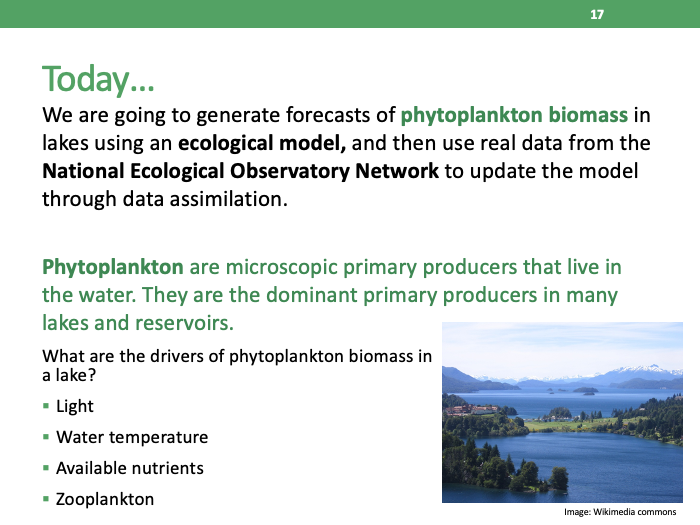 17
Today...
We are going to generate forecasts of phytoplankton biomass in
lakes using an ecological model, and then use real data from the
National Ecological Observatory Network to update the model
through data assimilation.
Phytoplankton are microscopic primary producers that live in
the water. They are the dominant primary producers in many
lakes and reservoirs.
What are the drivers of phytoplankton biomass in
a lake?
▪ Light
▪ Water temperature
▪ Available nutrients
▪ Zooplankton
Image: Wikimedia commons